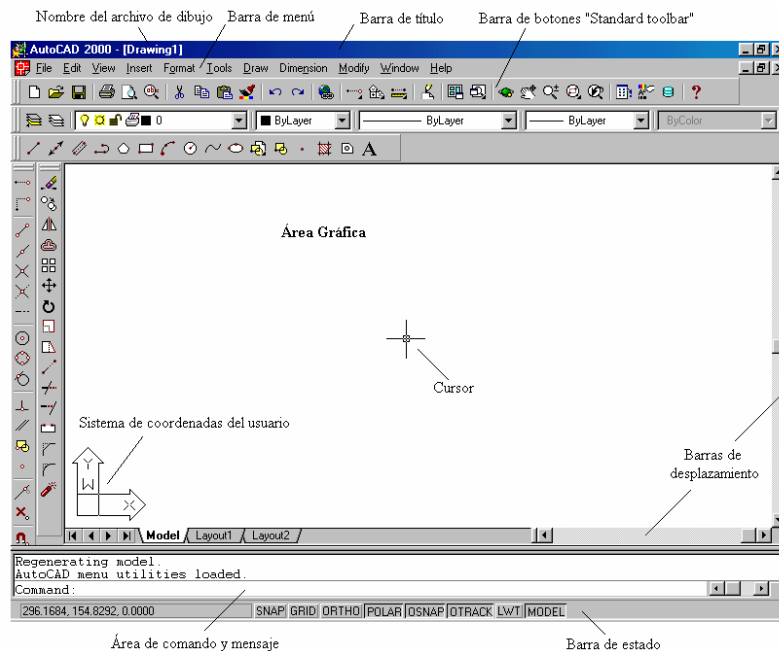 Nombre del archivo de dibujo
Barra de menú
Barra de título
Barra de botones "Standard toolbar"
AutoCAD 2000 - [Drawing1]
File Edit View Insert Format Tools Draw Dimension Modify Window Help
0
ByLayer
ByLayer
ByLayer
ByColor
A
Área Gráfica
Cursor
Sistema de coordenadas del usuario
Barras de
desplazamiento
Y
W
X
Model Layout1 Layout2
Regenerating model.
AutoCAD menu utilities loaded.
Command:
296.1684, 154.8292, 0.0000
SNAP GRID ORTHO POLAR OSNAP OTRACK LWT MODEL
Área de comando y mensaje
Barra de estado